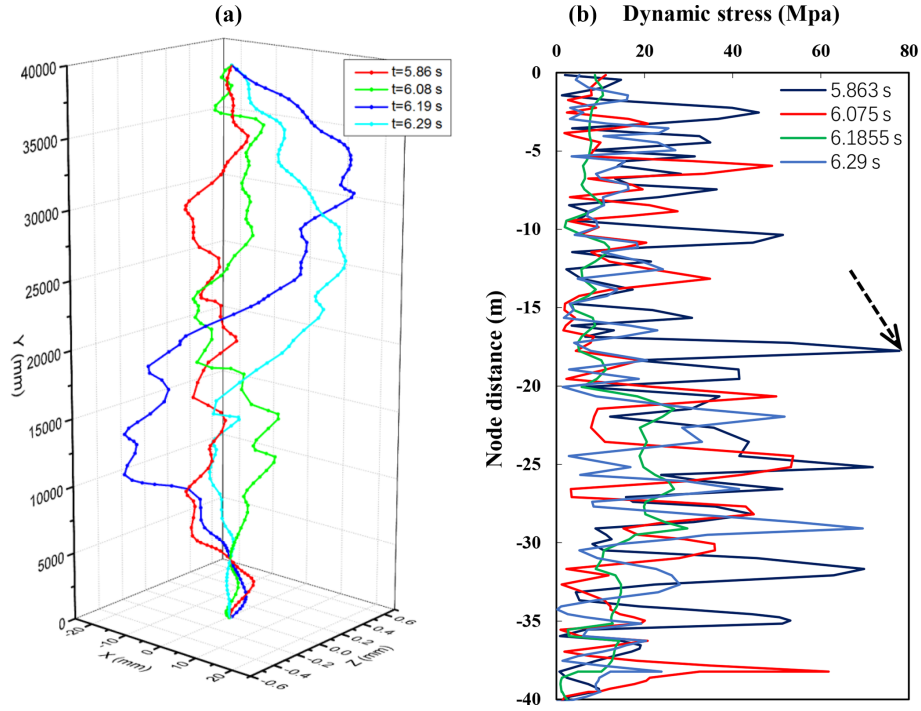 (a)
40000
35000
30000
25000
20000
15000
10000
5000
0
Y (mm)
-20
-10
0
10
20
X (mm)
-0.6
-0.4
-0.2
0.0
0.2
0.4
0.6
Z (mm)
t=5.86 s
t=6.08 s
t=6.19 s
t=6.29 s
(b)
Dynamic stress (Mpa)
0 20 40 60 80
0
-5
-10
-15
-20
-25
-30
-35
-40
Node distance (m)
5.863 s
6.075 s
6.1855 s
6.29 s